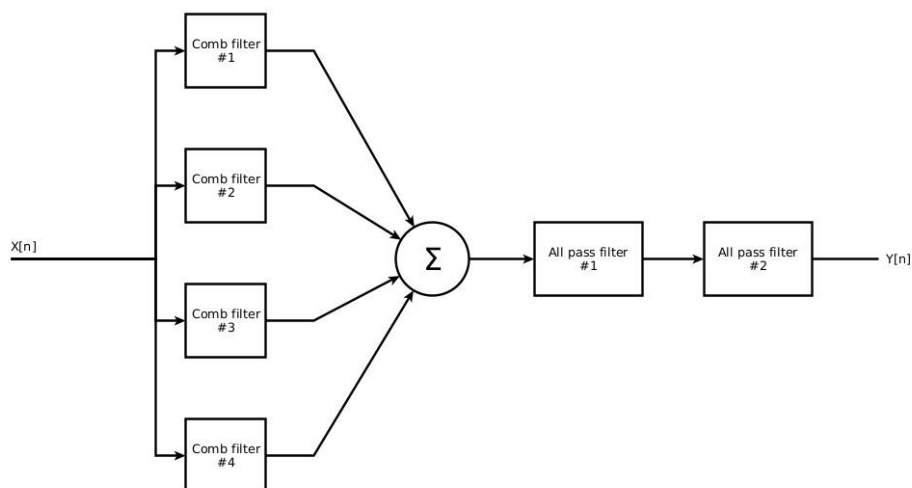 Comb filter
#1
Comb filter
#2
X[n]
Σ
All pass filter
#1
All pass filter
#2
Y[n]
Comb filter
#3
Comb filter
#4